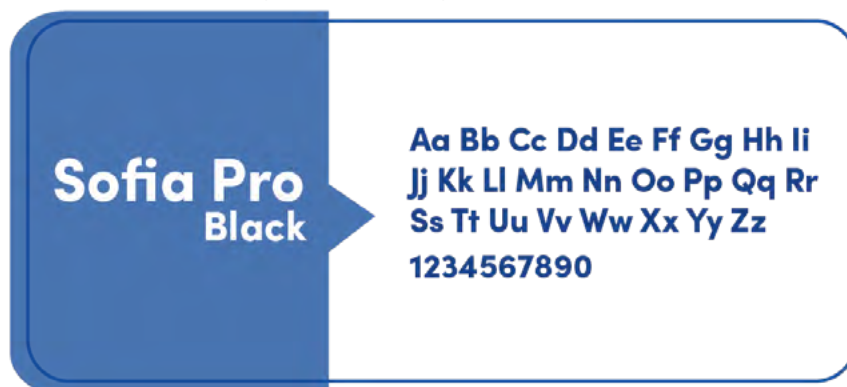 Sofia Pro
Black
Aa Bb Cc Dd Ee Ff Gg Hh Ii
Jj Kk Ll Mm Nn Oo Pp Qq Rr
Ss Tt Uu Vv Ww Xx Yy Zz
1234567890